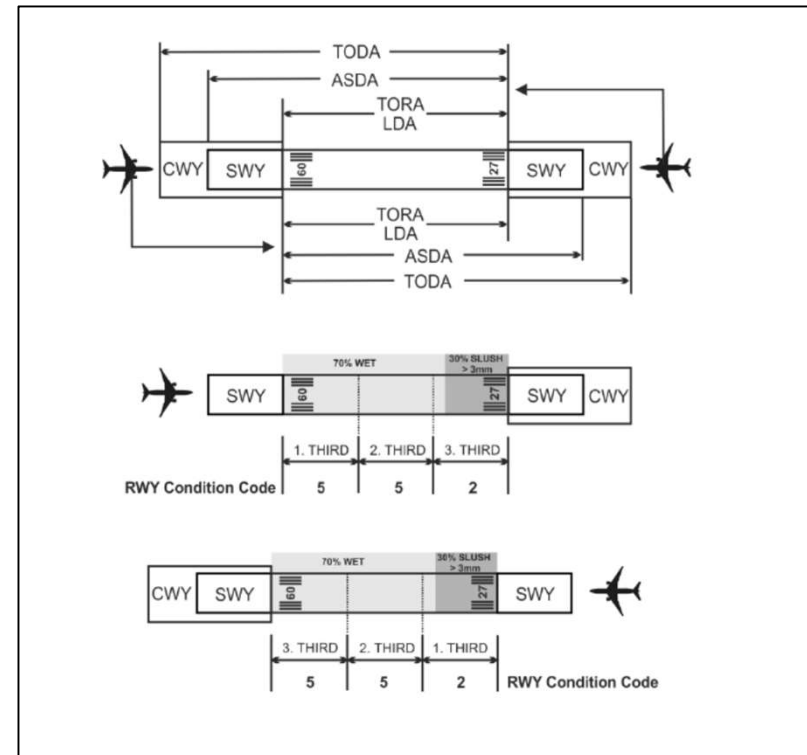 TODA
ASDA
TORA
LDA
CWY SWY 09 27 SWY CWY
TORA
LDA
ASDA
TODA
70% WET 30% SLUSH
> 3mm
SWY 09 27 SWY CWY
1. THIRD 2. THIRD 3. THIRD
RWY Condition Code 5 5 2
70% WET 30% SLUSH
> 3mm
CWY SWY 09 27 SWY
3. THIRD 2. THIRD 1. THIRD
5 5 2 RWY Condition Code